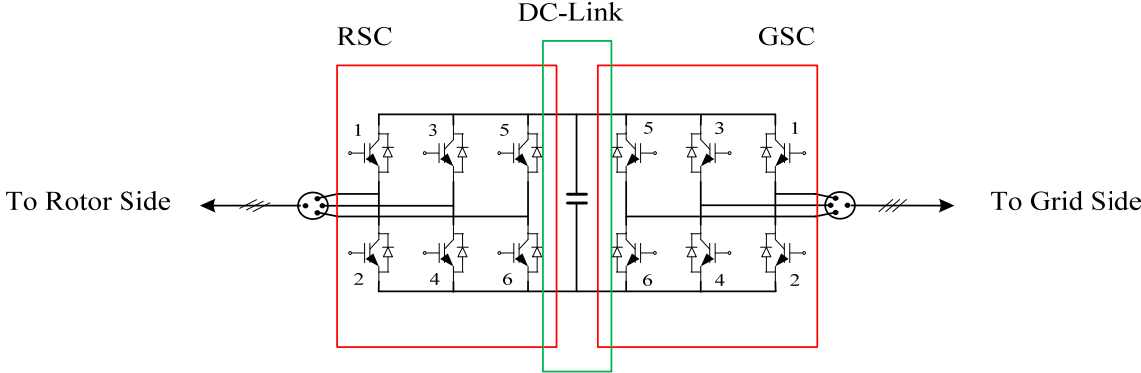 DC-Link
RSC
GSC
1 3 5 5 3 1
To Rotor Side
To Grid Side
2 4 6 6 4 2